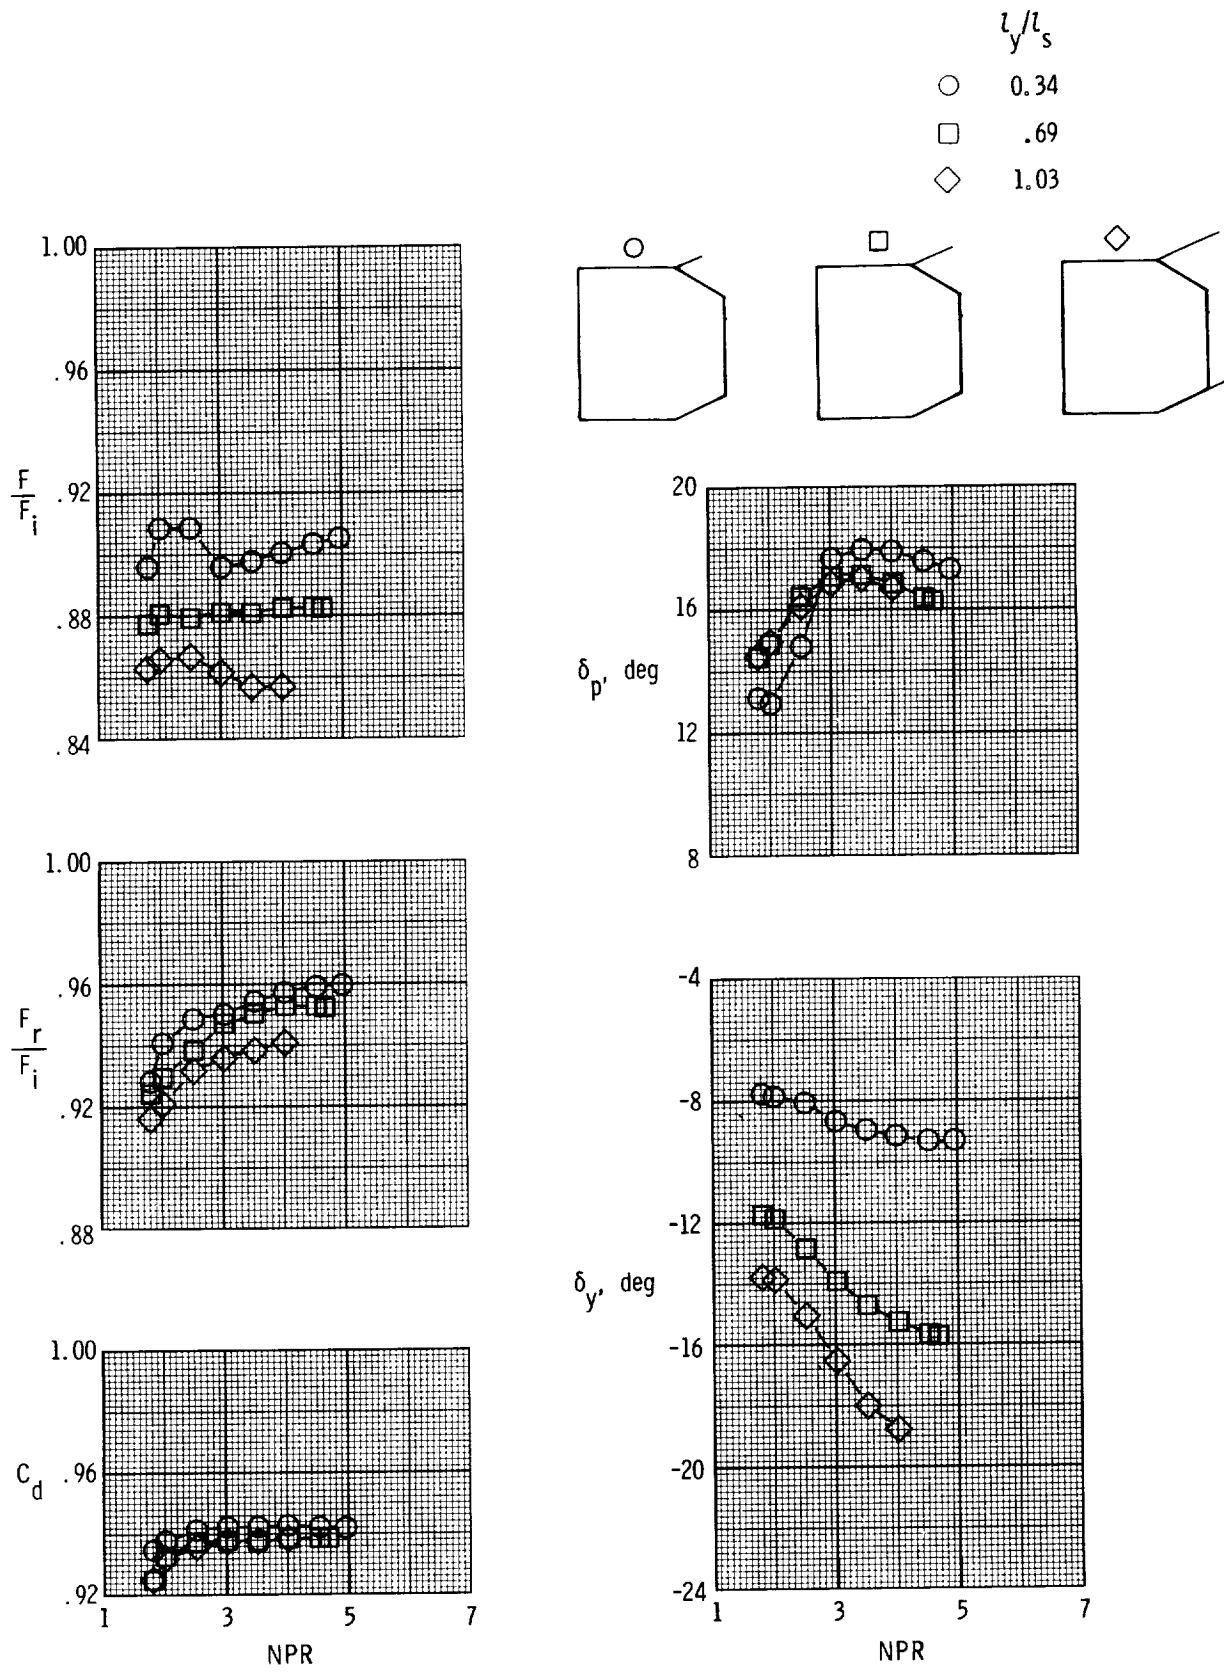 l_y/l_s
0.34
.69
1.03
1.00
.96
.92
.88
.84
F/F_i
1.00
.96
.92
.88
F_r/F_i
1.00
.96
.92
C_d
1 3 5 7
NPR
20
16
12
8
δ_p, deg
-4
-8
-12
-16
-20
-24
δ_y, deg
1 3 5 7
NPR